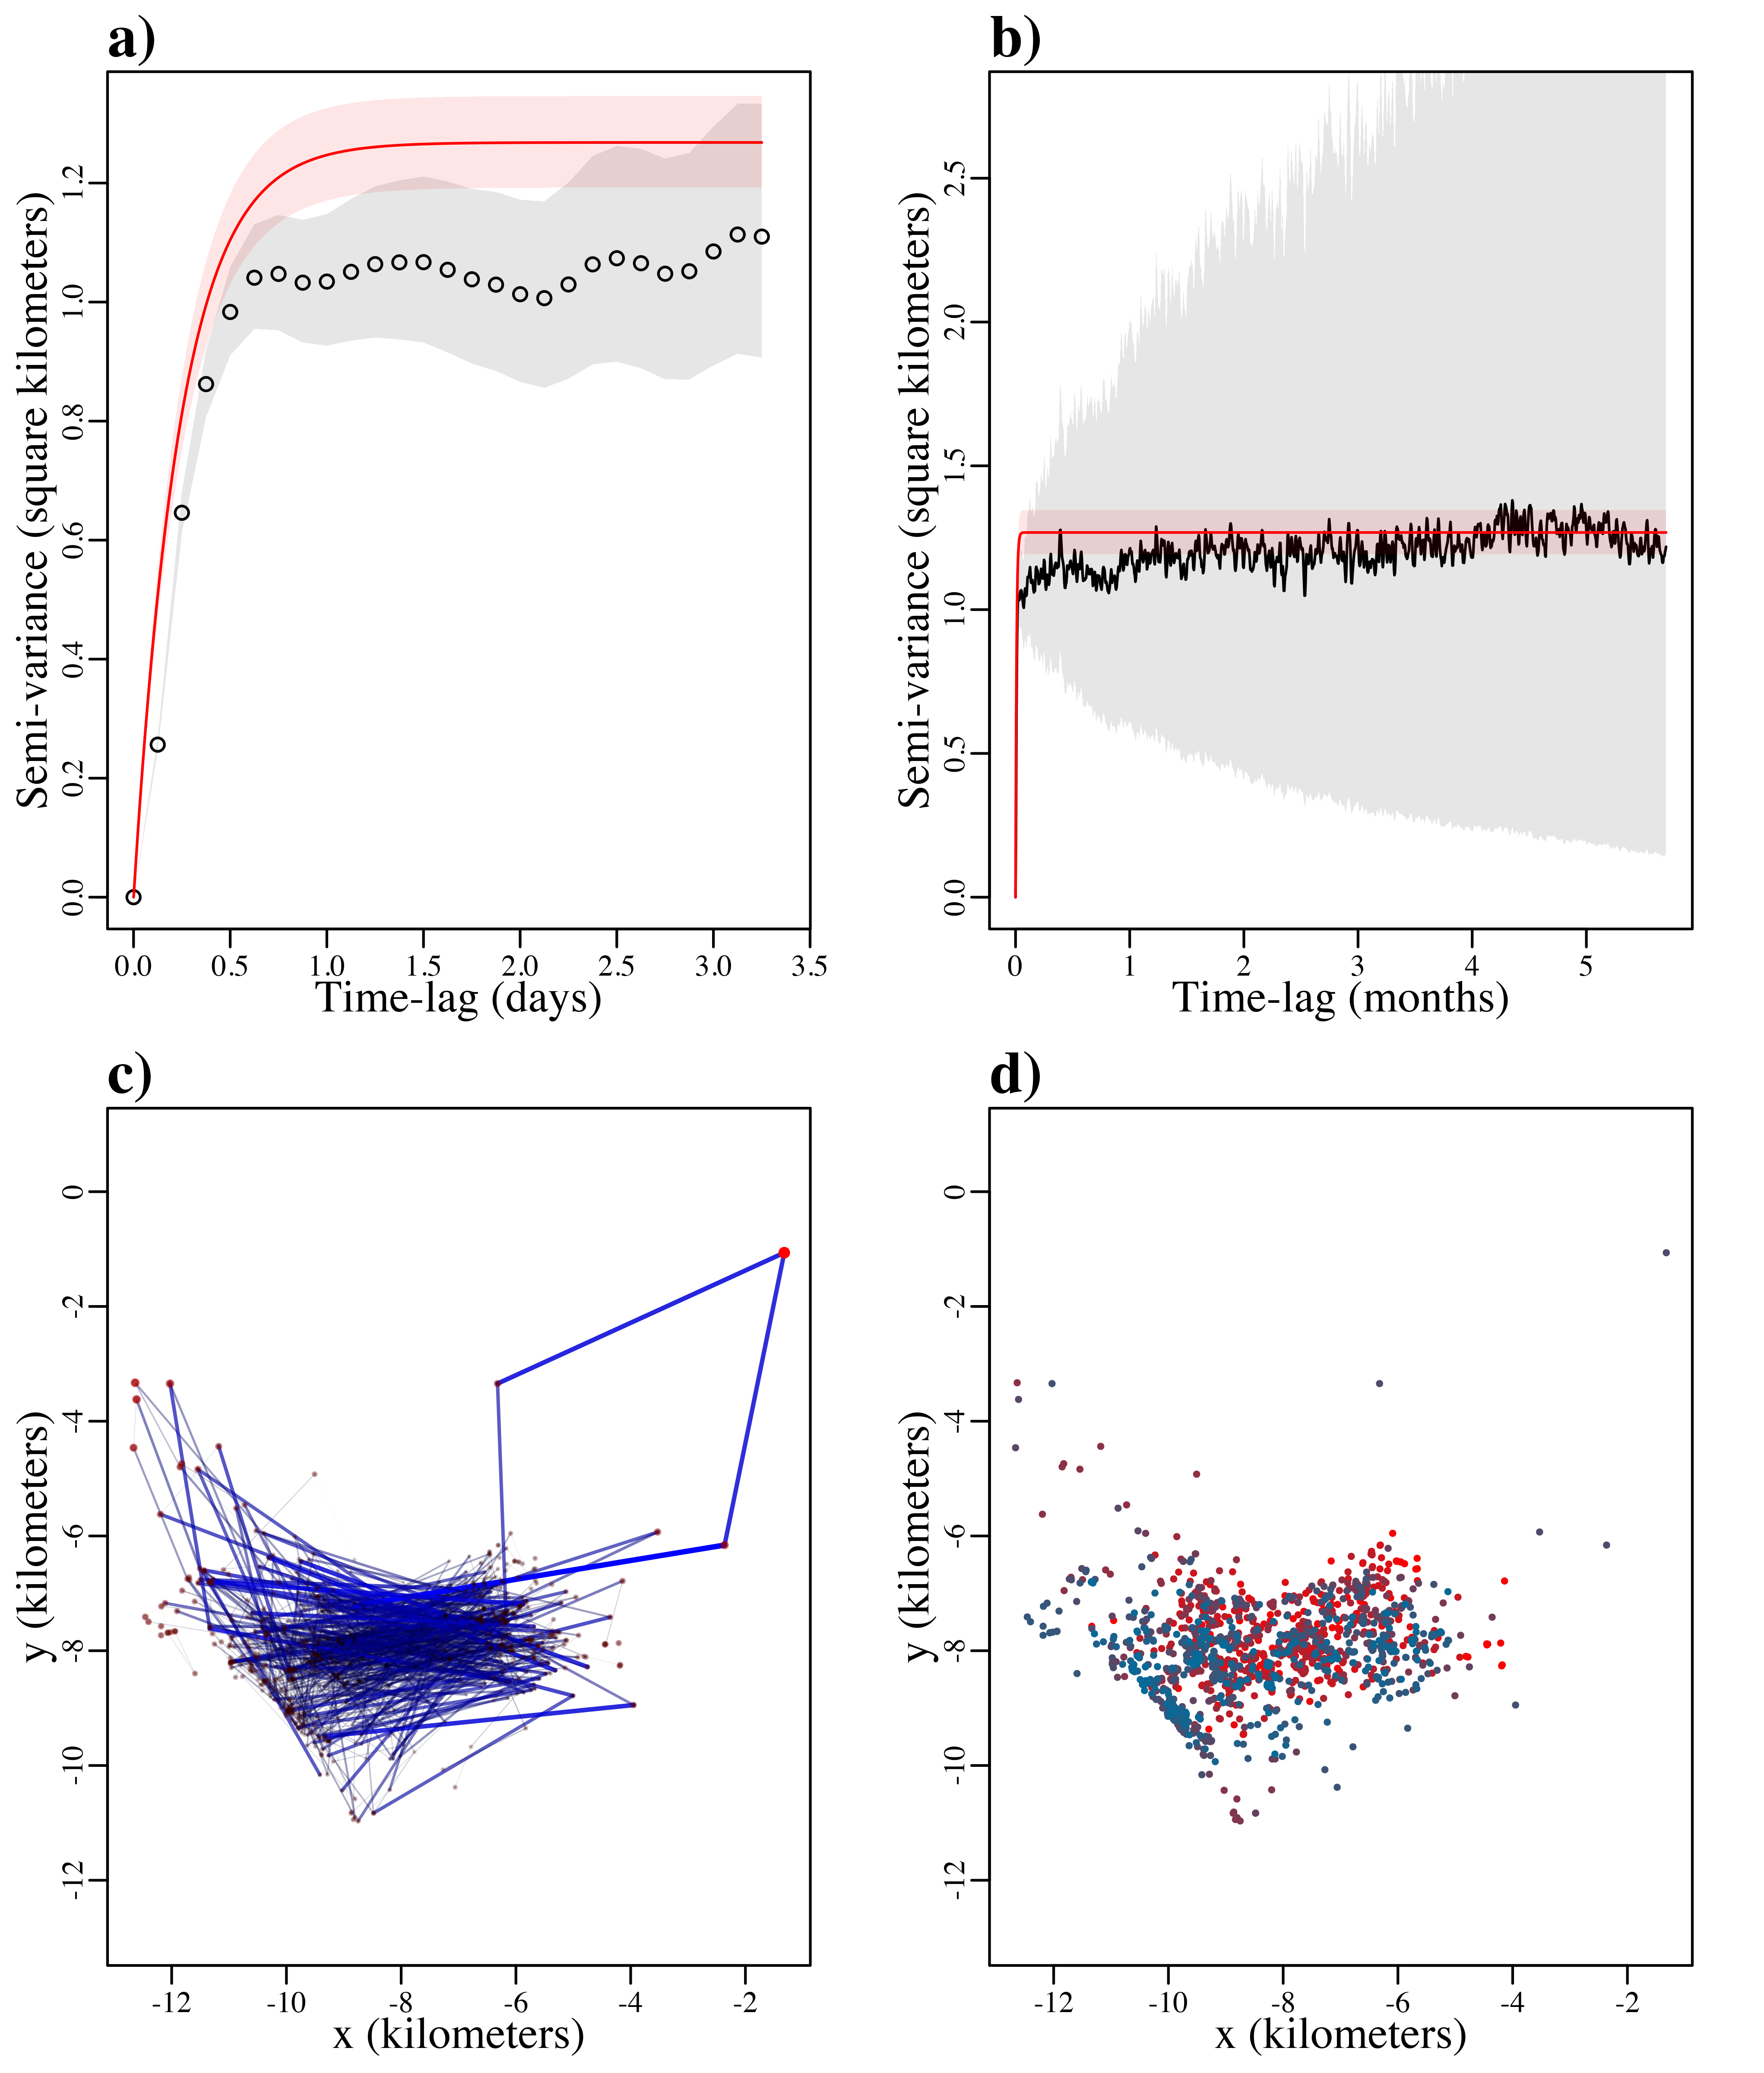 a)
Semi-variance (square kilometers)
0.0 0.2 0.4 0.6 0.8 1.0 1.2
0.0 0.5 1.0 1.5 2.0 2.5 3.0 3.5
Time-lag (days)
b)
Semi-variance (square kilometers)
0.0 0.5 1.0 1.5 2.0 2.5
0 1 2 3 4 5
Time-lag (months)
c)
y (kilometers)
-12 -10 -8 -6 -4 -2 0
-12 -10 -8 -6 -4 -2
x (kilometers)
d)
y (kilometers)
-12 -10 -8 -6 -4 -2 0
-12 -10 -8 -6 -4 -2
x (kilometers)